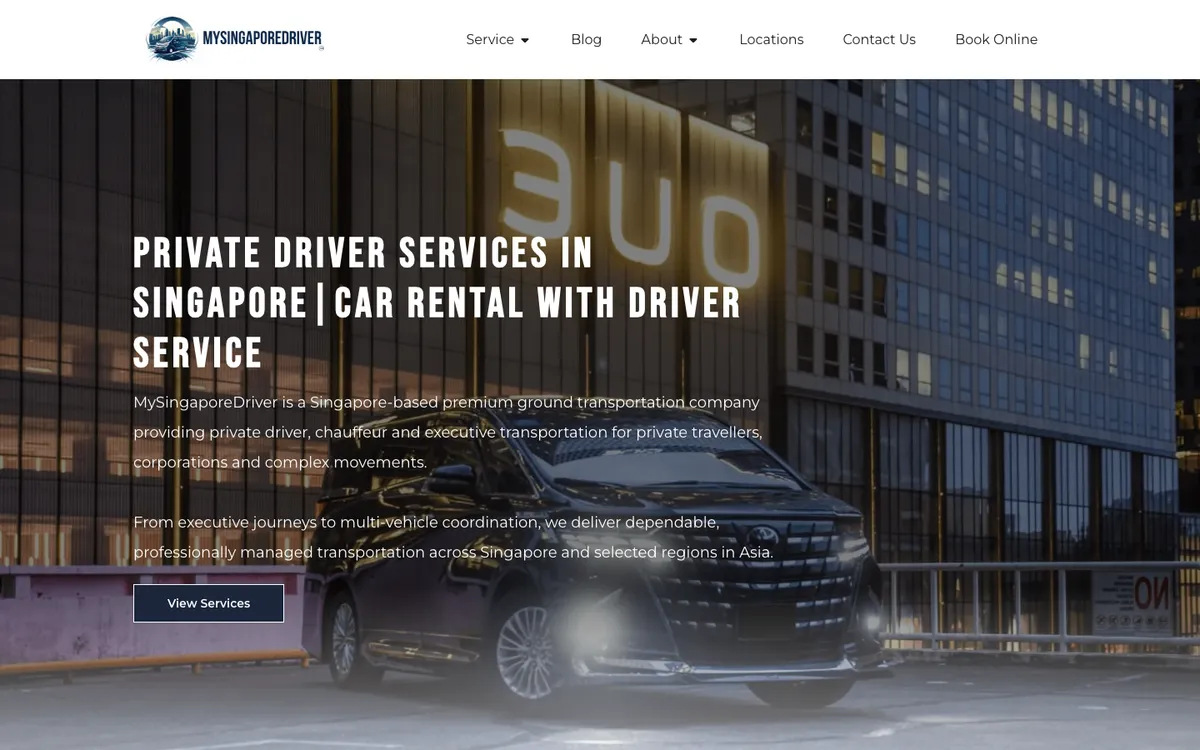 MYSINGAPOREDRIVER
Service
Blog
About
Locations
Contact Us
Book Online
PRIVATE DRIVER SERVICES IN
SINGAPORE|CAR RENTAL WITH DRIVER
SERVICE
MySingaporeDriver is a Singapore-based premium ground transportation company
providing private driver, chauffeur and executive transportation for private travellers,
corporations and complex movements.
From executive journeys to multi-vehicle coordination, we deliver dependable,
professionally managed transportation across Singapore and selected regions in Asia.
View Services